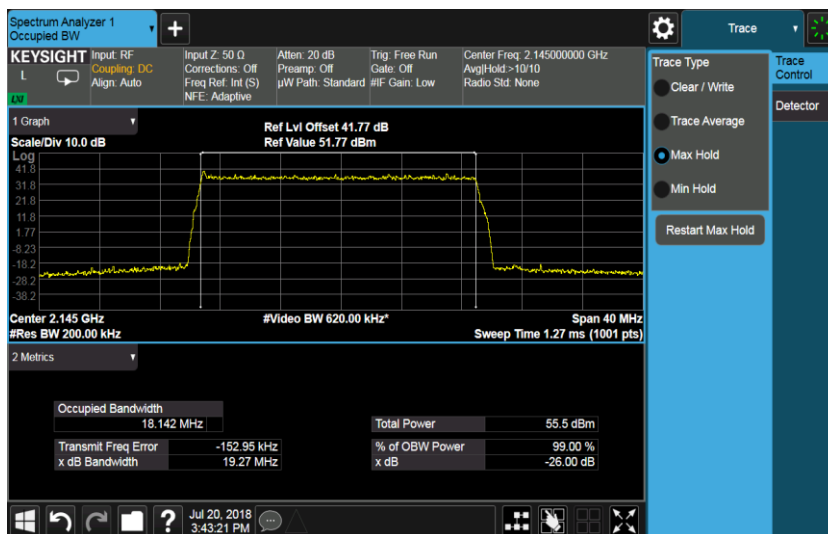 Spectrum Analyzer 1
Occupied BW
Trace
KEYSIGHT
L
LXI
Input: RF
Coupling: DC
Align: Auto
Input Z: 50 Ω
Corrections: Off
Freq Ref: Int (S)
NFE: Adaptive
Atten: 20 dB
Preamp: Off
µW Path: Standard
Trig: Free Run
Gate: Off
#IF Gain: Low
Center Freq: 2.145000000 GHz
Avg|Hold:>10/10
Radio Std: None
1 Graph
Scale/Div 10.0 dB
Ref Lvl Offset 41.77 dB
Ref Value 51.77 dBm
Log
41.8
31.8
21.8
11.8
1.77
-8.23
-18.2
-28.2
-38.2
Center 2.145 GHz
#Video BW 620.00 kHz*
Span 40 MHz
#Res BW 200.00 kHz
Sweep Time 1.27 ms (1001 pts)
2 Metrics
Occupied Bandwidth
18.142 MHz
Total Power 55.5 dBm
Transmit Freq Error -152.95 kHz
% of OBW Power 99.00 %
x dB Bandwidth 19.27 MHz
x dB -26.00 dB
Jul 20, 2018
3:43:21 PM
Trace Type
Clear / Write
Trace Average
Max Hold
Min Hold
Restart Max Hold
Trace
Control
Detector